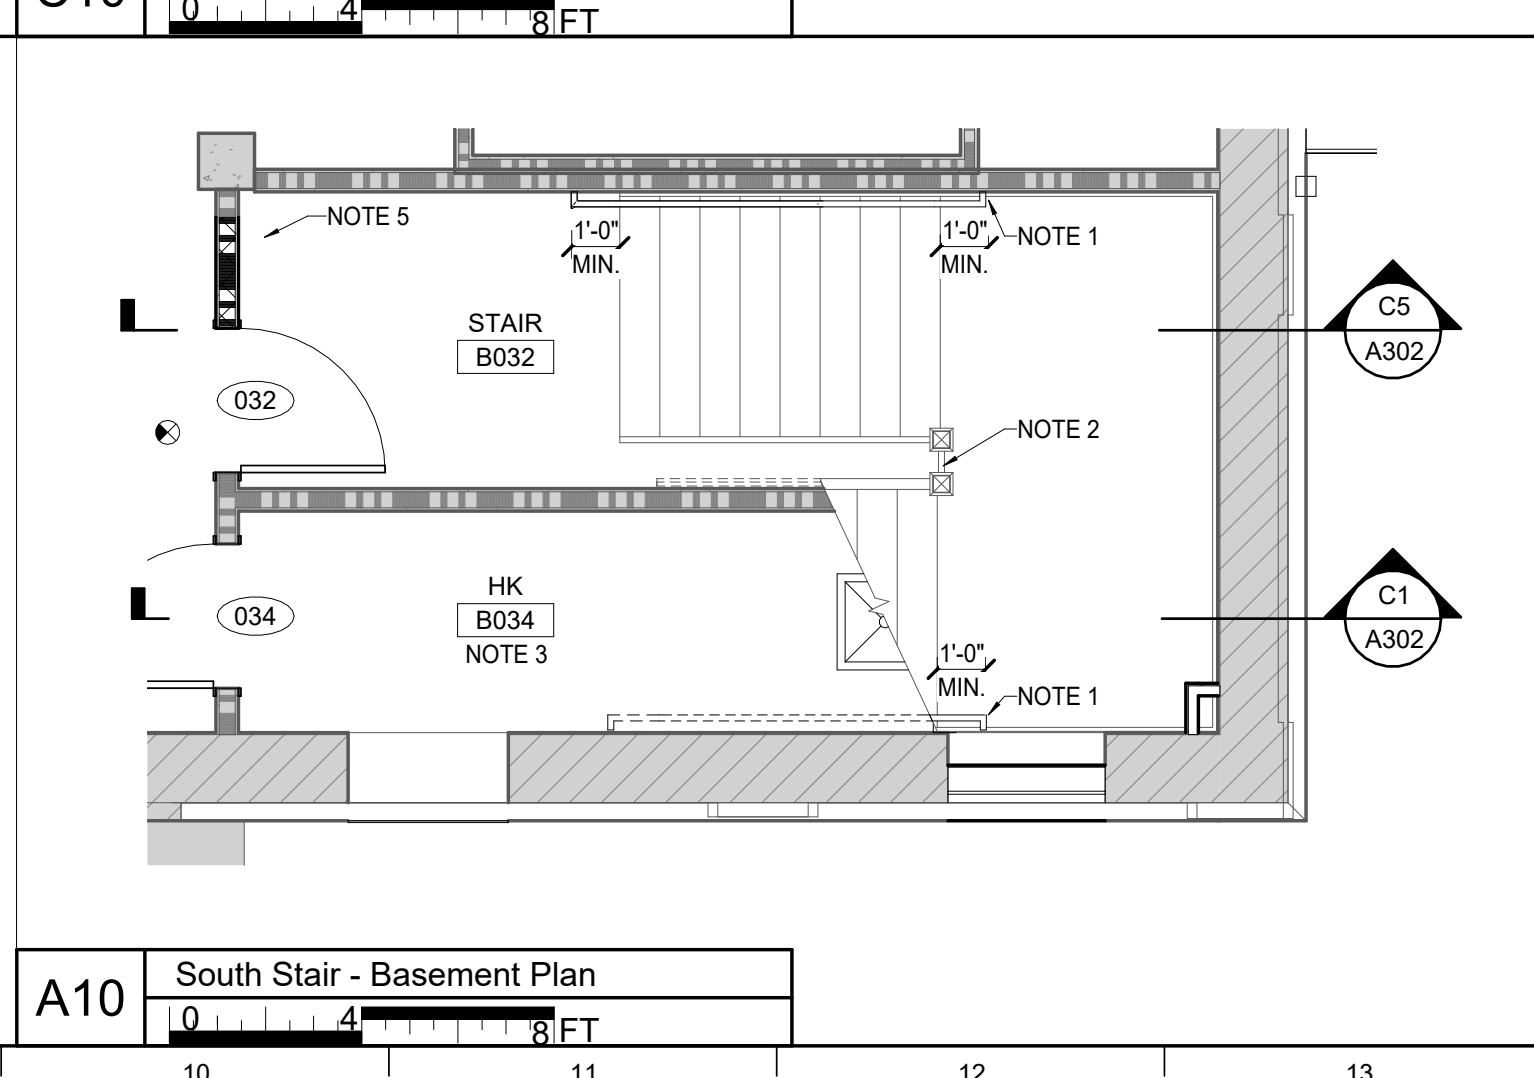 0 4 8 FT
NOTE 5
1'-0"
MIN.
1'-0"
MIN.
NOTE 1
STAIR
B032
C5
A302
032
NOTE 2
HK
B034
NOTE 3
034
C1
A302
1'-0"
MIN.
NOTE 1
A10
South Stair - Basement Plan
0 4 8 FT
10 11 12 13